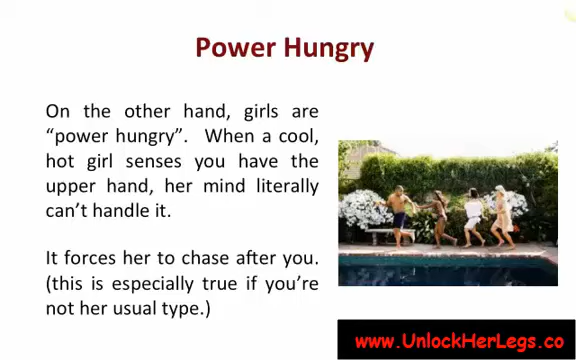 Power Hungry
On the other hand, girls are
“power hungry”. When a cool,
hot girl senses you have the
upper hand, her mind literally
can’t handle it.
It forces her to chase after you.
(this is especially true if you’re
not her usual type.)
www.UnlockHerLegs.co